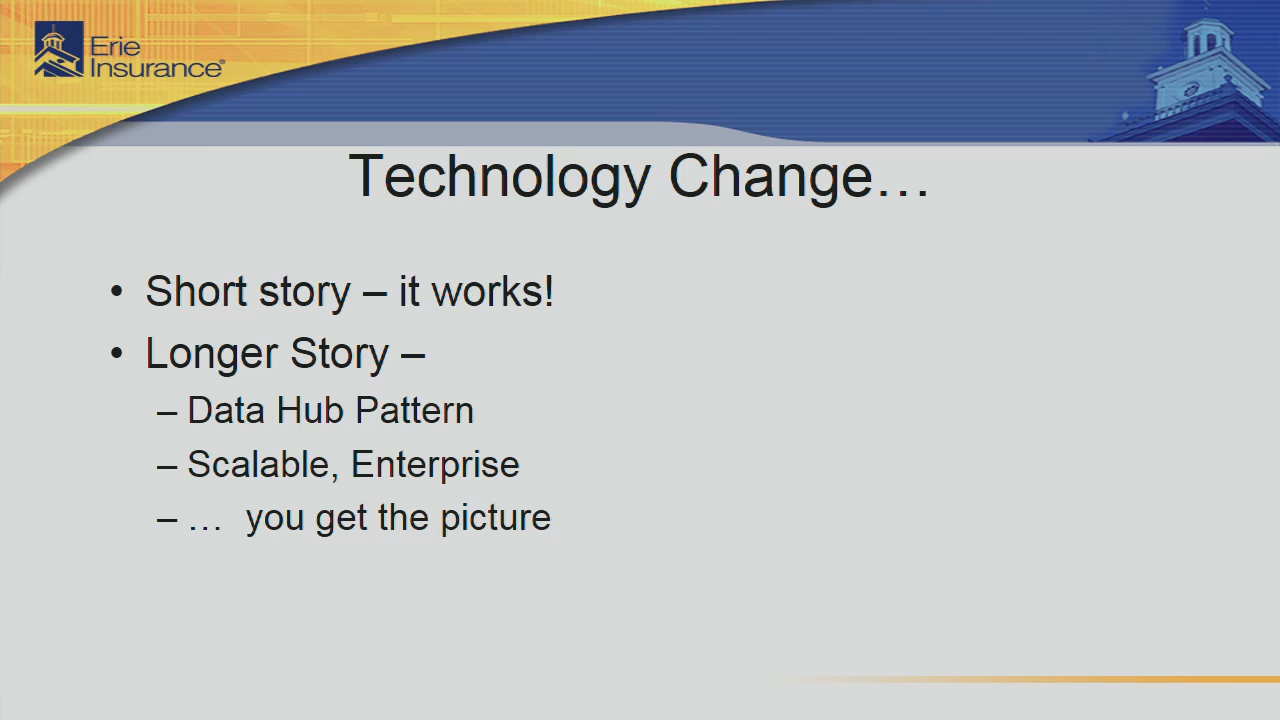 Erie
Insurance®
Technology Change…
• Short story – it works!
• Longer Story –
– Data Hub Pattern
– Scalable, Enterprise
– … you get the picture